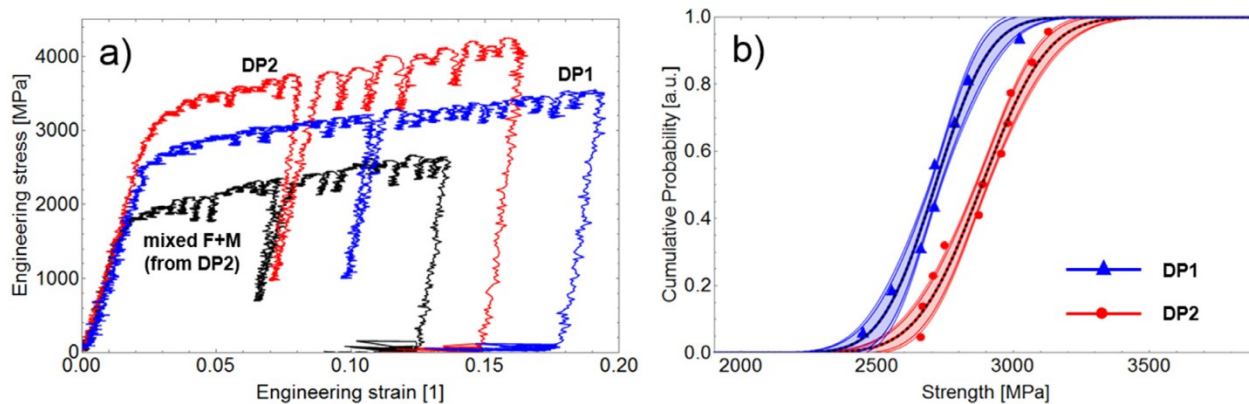 a)
DP2
DP1
mixed F+M
(from DP2)
4000
3000
2000
1000
0
0.00
0.05
0.10
0.15
0.20
Engineering stress [MPa]
Engineering strain [1]
b)
1.0
0.8
0.6
0.4
0.2
0.0
2000
2500
3000
3500
Cumulative Probability [a.u.]
Strength [MPa]
DP1
DP2